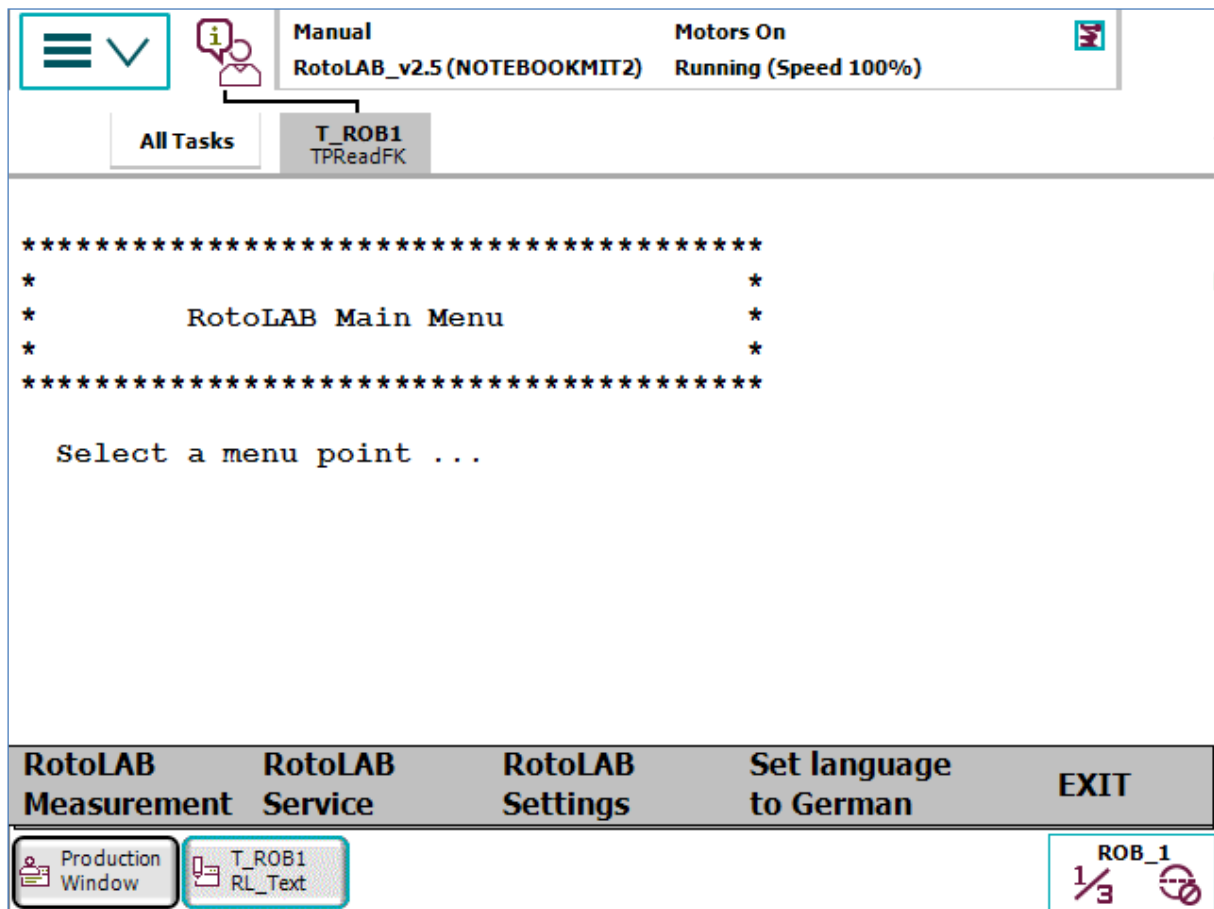 Manual
Motors On
RotoLAB_v2.5 (NOTEBOOKMIT2)
Running (Speed 100%)
All Tasks
T_ROB1
TPReadFK
*****************************************
* *
* RotoLAB Main Menu *
* *
*****************************************
Select a menu point ...
RotoLAB Measurement
RotoLAB Service
RotoLAB Settings
Set language to German
EXIT
Production Window
T_ROB1
RL_Text
ROB_1
1/3